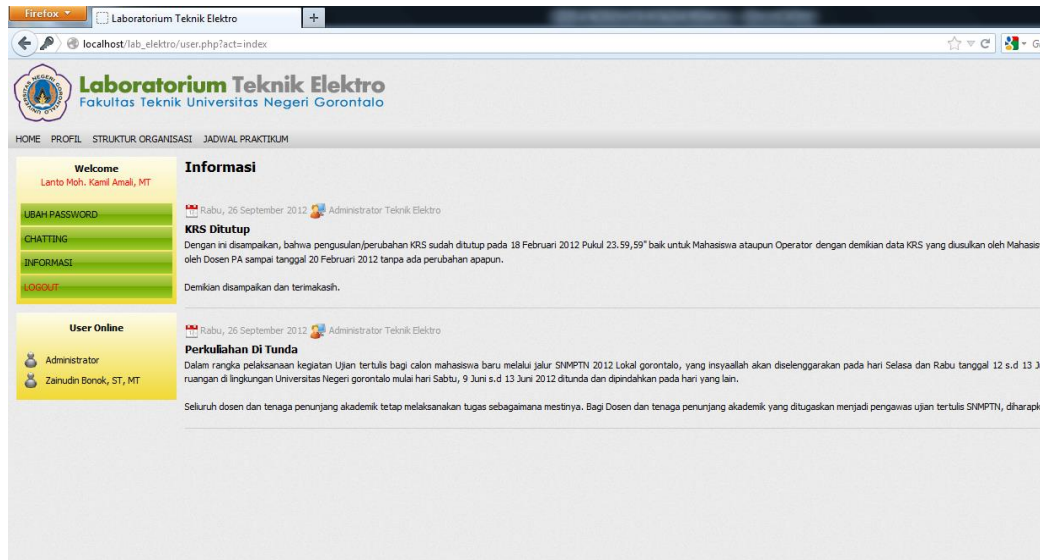 Firefox
Laboratorium Teknik Elektro
+
localhost/lab_elektro/user.php?act=index
Laboratorium Teknik Elektro
Fakultas Teknik Universitas Negeri Gorontalo
HOME PROFIL STRUKTUR ORGANISASI JADWAL PRAKTIKUM
Welcome
Lanto Moh. Kamil Amali, MT
UBAH PASSWORD
CHATTING
INFORMASI
LOGOUT
User Online
Administrator
Zainudin Bonok, ST, MT
Informasi
Rabu, 26 September 2012 Administrator Teknik Elektro
KRS Ditutup
Dengan ini disampaikan, bahwa pengusulan/perubahan KRS sudah ditutup pada 18 Februari 2012 Pukul 23.59,59" baik untuk Mahasiswa ataupun Operator dengan demikian data KRS yang diusulkan oleh Mahasis
oleh Dosen PA sampai tanggal 20 Februari 2012 tanpa ada perubahan apapun.
Demikian disampaikan dan terimakasih.
Rabu, 26 September 2012 Administrator Teknik Elektro
Perkuliahan Di Tunda
Dalam rangka pelaksanaan kegiatan Ujian tertulis bagi calon mahasiswa baru melalui jalur SNMPTN 2012 Lokal gorontalo, yang insyaallah akan diselenggarakan pada hari Selasa dan Rabu tanggal 12 s.d 13 J
ruangan di lingkungan Universitas Negeri gorontalo mulai hari Sabtu, 9 Juni s.d 13 Juni 2012 ditunda dan dipindahkan pada hari yang lain.
Seluruh dosen dan tenaga penunjang akademik tetap melaksanakan tugas sebagaimana mestinya. Bagi Dosen dan tenaga penunjang akademik yang ditugaskan menjadi pengawas ujian tertulis SNMPTN, diharapk